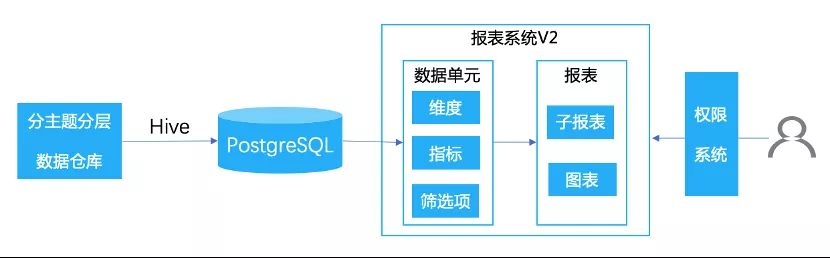 分主题分层
数据仓库
Hive
PostgreSQL
报表系统V2
数据单元
维度
指标
筛选项
报表
子报表
图表
权限
系统